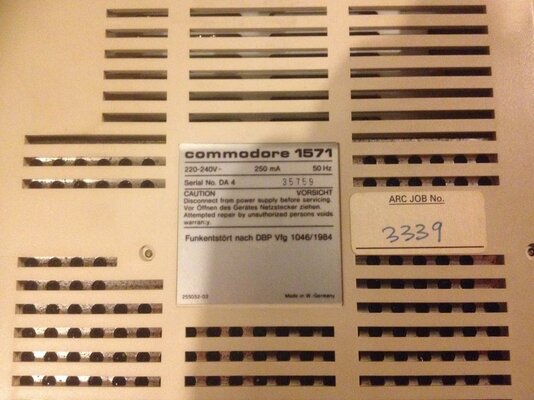 commodore 1571
220-240V~ 250 mA 50 Hz
Serial No. DA 4 35759
CAUTION VORSICHT
Disconnect from power supply before servicing.
Vor Öffnen des Gerätes Netzstecker ziehen.
Attempted repair by unauthorized persons voids
warranty.
Funkentstört nach DBP Vfg 1046/1984
255052-03 Made in W.-Germany
ARC JOB No.
3339